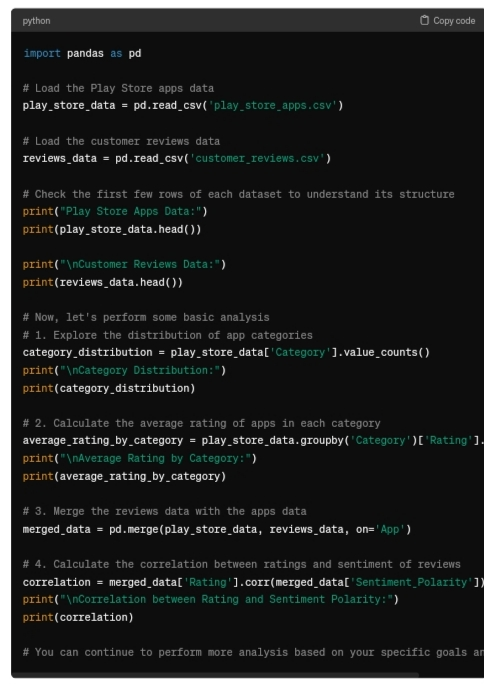 python
Copy code
import pandas as pd
# Load the Play Store apps data
play_store_data = pd.read_csv('play_store_apps.csv')
# Load the customer reviews data
reviews_data = pd.read_csv('customer_reviews.csv')
# Check the first few rows of each dataset to understand its structure
print("Play Store Apps Data:")
print(play_store_data.head())
print("\nCustomer Reviews Data:")
print(reviews_data.head())
# Now, let's perform some basic analysis
# 1. Explore the distribution of app categories
category_distribution = play_store_data['Category'].value_counts()
print("\nCategory Distribution:")
print(category_distribution)
# 2. Calculate the average rating of apps in each category
average_rating_by_category = play_store_data.groupby('Category')['Rating'].
print("\nAverage Rating by Category:")
print(average_rating_by_category)
# 3. Merge the reviews data with the apps data
merged_data = pd.merge(play_store_data, reviews_data, on='App')
# 4. Calculate the correlation between ratings and sentiment of reviews
correlation = merged_data['Rating'].corr(merged_data['Sentiment_Polarity'])
print("\nCorrelation between Rating and Sentiment Polarity:")
print(correlation)
# You can continue to perform more analysis based on your specific goals